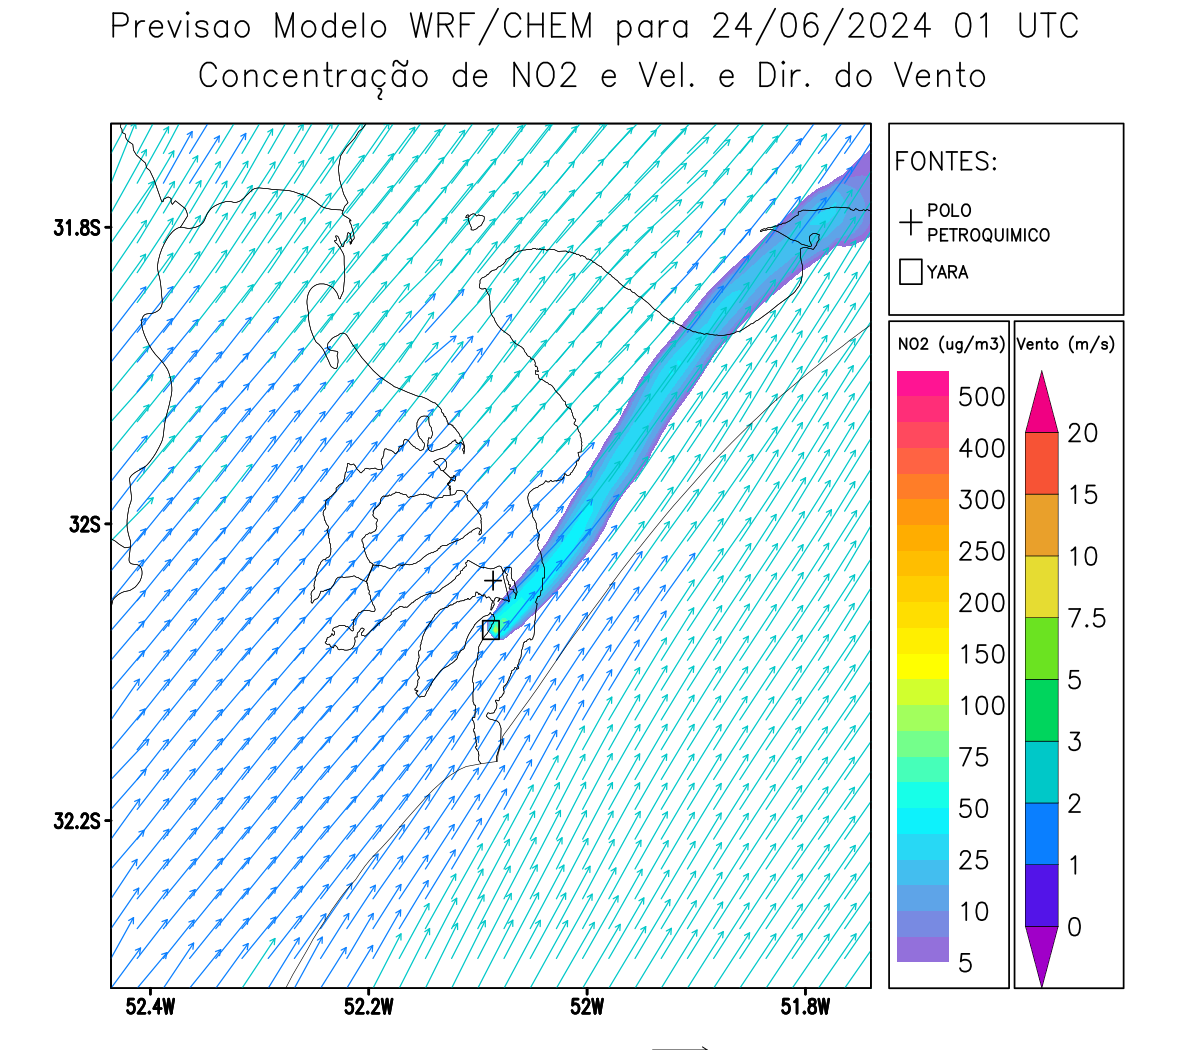 Previsao Modelo WRF/CHEM para 24/06/2024 01 UTC
Concentração de NO2 e Vel. e Dir. do Vento
FONTES:
POLO
PETROQUIMICO
YARA
NO2 (ug/m3)
500
400
300
250
200
150
100
75
50
25
10
5
Vento (m/s)
20
15
10
7.5
5
3
2
1
0
31.8S
32S
32.2S
52.4W 52.2W 52W 51.8W